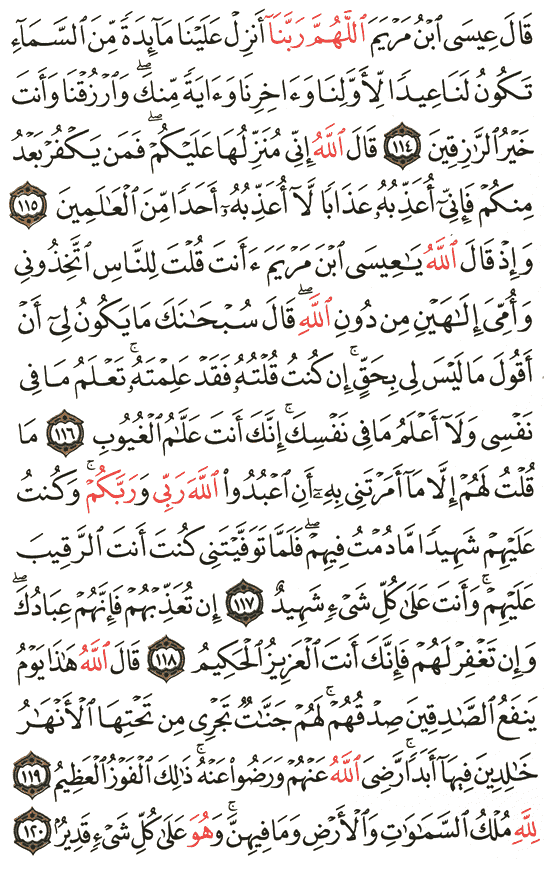 قَالَ عِيسَى ٱبۡنُ مَرۡيَمَ ٱللَّهُمَّ رَبَّنَآ أَنزِلۡ عَلَيۡنَا مَآئِدَةٗ مِّنَ ٱلسَّمَآءِ
تَكُونُ لَنَا عِيدٗا لِّأَوَّلِنَا وَءَاخِرِنَا وَءَايَةٗ مِّنكَۖ وَٱرۡزُقۡنَا وَأَنتَ
خَيۡرُ ٱلرَّٰزِقِينَ ١١٤ قَالَ ٱللَّهُ إِنِّي مُنَزِّلُهَا عَلَيۡكُمۡۖ فَمَن يَكۡفُرۡ بَعۡدُ
مِنكُمۡ فَإِنِّيٓ أُعَذِّبُهُۥ عَذَابٗا لَّآ أُعَذِّبُهُۥٓ أَحَدٗا مِّنَ ٱلۡعَٰلَمِينَ ١١٥
وَإِذۡ قَالَ ٱللَّهُ يَٰعِيسَى ٱبۡنَ مَرۡيَمَ ءَأَنتَ قُلۡتَ لِلنَّاسِ ٱتَّخِذُونِي
وَأُمِّيَ إِلَٰهَيۡنِ مِن دُونِ ٱللَّهِۖ قَالَ سُبۡحَٰنَكَ مَا يَكُونُ لِيٓ أَنۡ
أَقُولَ مَا لَيۡسَ لِي بِحَقٍّۚ إِن كُنتُ قُلۡتُهُۥ فَقَدۡ عَلِمۡتَهُۥۚ تَعۡلَمُ مَا فِي
نَفۡسِي وَلَآ أَعۡلَمُ مَا فِي نَفۡسِكَۚ إِنَّكَ أَنتَ عَلَّٰمُ ٱلۡغُيُوبِ ١١٦ مَا
قُلۡتُ لَهُمۡ إِلَّا مَآ أَمَرۡتَنِي بِهِۦٓ أَنِ ٱعۡبُدُواْ ٱللَّهَ رَبِّي وَرَبَّكُمۡۚ وَكُنتُ
عَلَيۡهِمۡ شَهِيدٗا مَّا دُمۡتُ فِيهِمۡۖ فَلَمَّا تَوَفَّيۡتَنِي كُنتَ أَنتَ ٱلرَّقِيبَ
عَلَيۡهِمۡۚ وَأَنتَ عَلَىٰ كُلِّ شَيۡءٖ شَهِيدٌ ١١٧ إِن تُعَذِّبۡهُمۡ فَإِنَّهُمۡ عِبَادُكَۖ
وَإِن تَغۡفِرۡ لَهُمۡ فَإِنَّكَ أَنتَ ٱلۡعَزِيزُ ٱلۡحَكِيمُ ١١٨ قَالَ ٱللَّهُ هَٰذَا يَوۡمُ
يَنفَعُ ٱلصَّٰدِقِينَ صِدۡقُهُمۡۚ لَهُمۡ جَنَّٰتٞ تَجۡرِي مِن تَحۡتِهَا ٱلۡأَنۡهَٰرُ
خَٰلِدِينَ فِيهَآ أَبَدٗاۚ رَّضِيَ ٱللَّهُ عَنۡهُمۡ وَرَضُواْ عَنۡهُۚ ذَٰلِكَ ٱلۡفَوۡزُ ٱلۡعَظِيمُ ١١٩
لِلَّهِ مُلۡكُ ٱلسَّمَٰوَٰتِ وَٱلۡأَرۡضِ وَمَا فِيهِنَّۚ وَهُوَ عَلَىٰ كُلِّ شَيۡءٖ قَدِيرُۢ ١٢٠